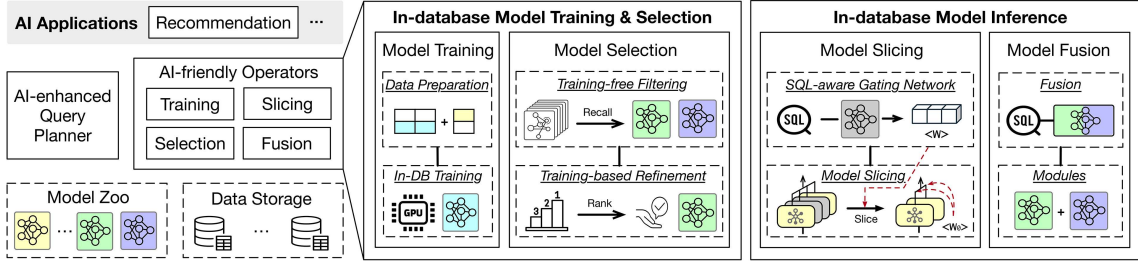 AI Applications
Recommendation
...
AI-enhanced
Query
Planner
AI-friendly Operators
Training
Slicing
Selection
Fusion
Model Zoo
...
Data Storage
...
In-database Model Training & Selection
Model Training
Data Preparation
+
In-DB Training
GPU
Model Selection
Training-free Filtering
Recall
Training-based Refinement
3
2
1
Rank
In-database Model Inference
Model Slicing
SQL-aware Gating Network
SQL
<W>
Model Slicing
Slice
<Wθ>
Model Fusion
Fusion
SQL
Modules
+